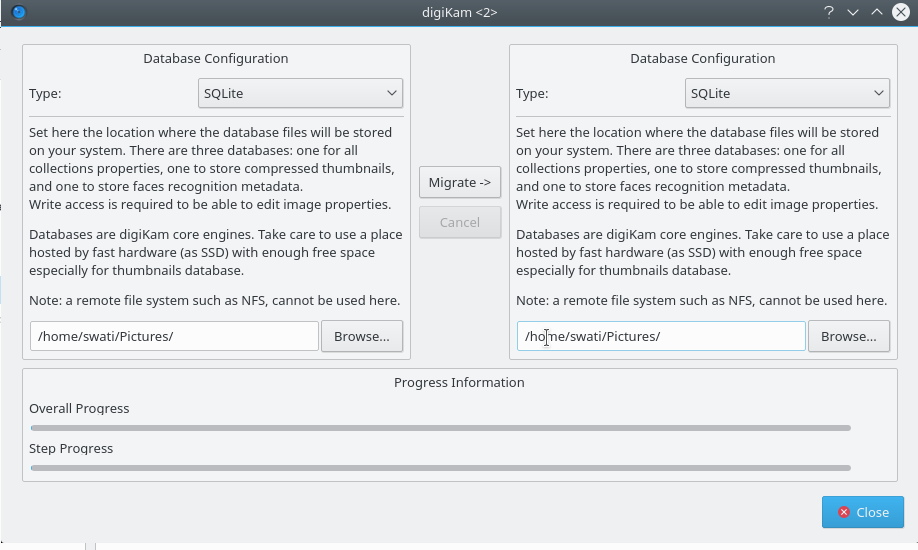 digiKam <2>
Database Configuration
Type:
SQLite
Set here the location where the database files will be stored
on your system. There are three databases: one for all
collections properties, one to store compressed thumbnails,
and one to store faces recognition metadata.
Write access is required to be able to edit image properties.
Databases are digiKam core engines. Take care to use a place
hosted by fast hardware (as SSD) with enough free space
especially for thumbnails database.
Note: a remote file system such as NFS, cannot be used here.
/home/swati/Pictures/
Browse...
Migrate ->
Cancel
Database Configuration
Type:
SQLite
Set here the location where the database files will be stored
on your system. There are three databases: one for all
collections properties, one to store compressed thumbnails,
and one to store faces recognition metadata.
Write access is required to be able to edit image properties.
Databases are digiKam core engines. Take care to use a place
hosted by fast hardware (as SSD) with enough free space
especially for thumbnails database.
Note: a remote file system such as NFS, cannot be used here.
/home/swati/Pictures/
Browse...
Progress Information
Overall Progress
Step Progress
Close